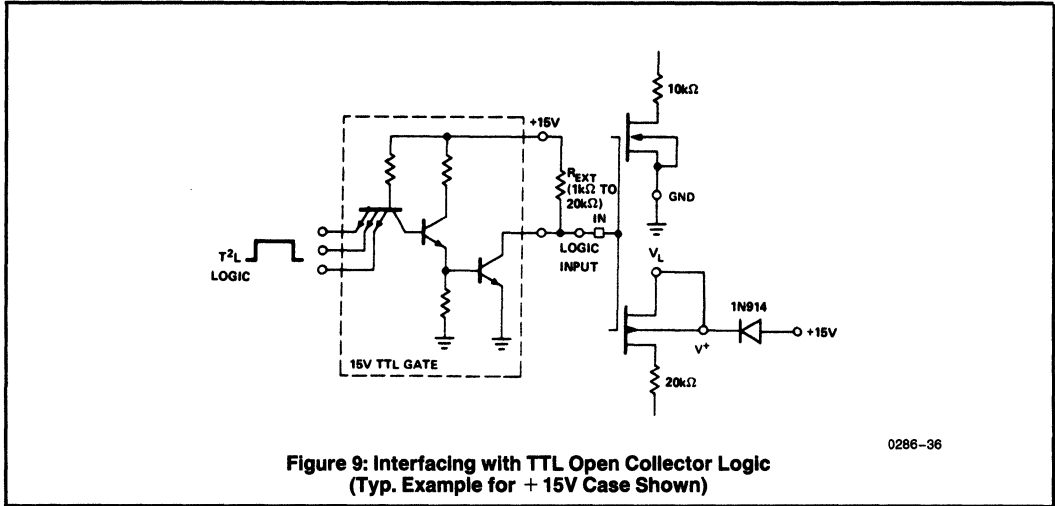 10kΩ
+15V
R_EXT
(1kΩ TO
20kΩ)
IN
GND
T²L
LOGIC
LOGIC
INPUT
V_L
1N914
+15V
V⁺
15V TTL GATE
20kΩ
0286–36
Figure 9: Interfacing with TTL Open Collector Logic
(Typ. Example for + 15V Case Shown)